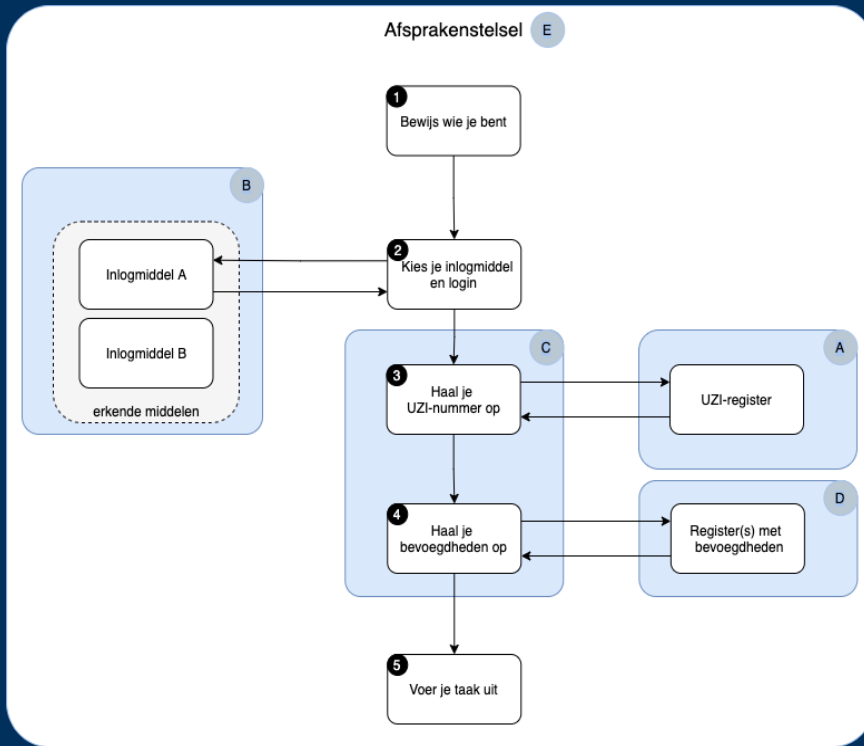 Afsprakenstelsel E
1
Bewijs wie je bent
B
2
Kies je inlogmiddel
en login
Inlogmiddel A
Inlogmiddel B
erkende middelen
C
3
Haal je
UZI-nummer op
A
UZI-register
4
Haal je
bevoegdheden op
D
Register(s) met
bevoegdheden
5
Voer je taak uit